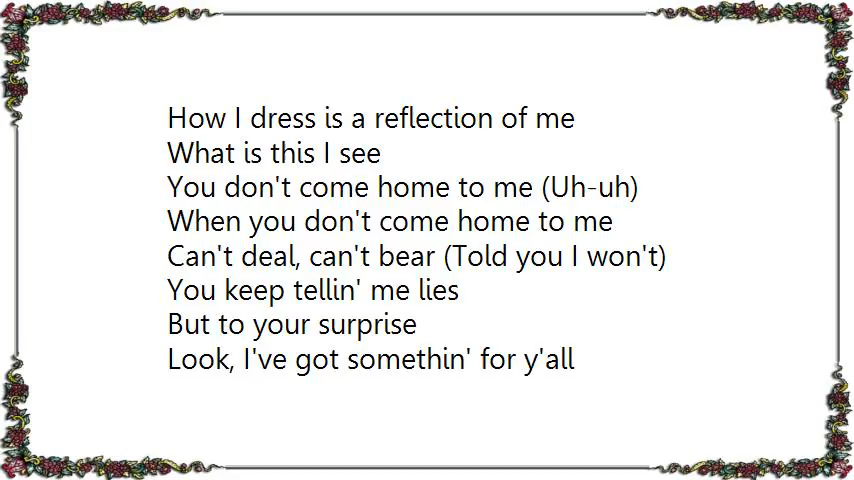 How I dress is a reflection of me
What is this I see
You don't come home to me (Uh-uh)
When you don't come home to me
Can't deal, can't bear (Told you I won't)
You keep tellin' me lies
But to your surprise
Look, I've got somethin' for y'all